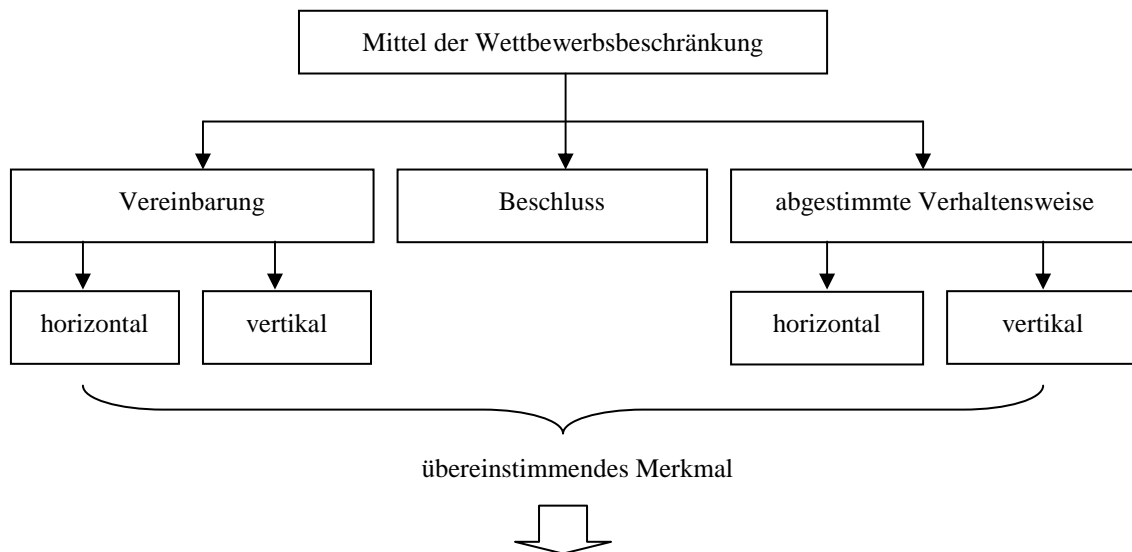 Mittel der Wettbewerbsbeschränkung
Vereinbarung
Beschluss
abgestimmte Verhaltensweise
horizontal
vertikal
horizontal
vertikal
übereinstimmendes Merkmal